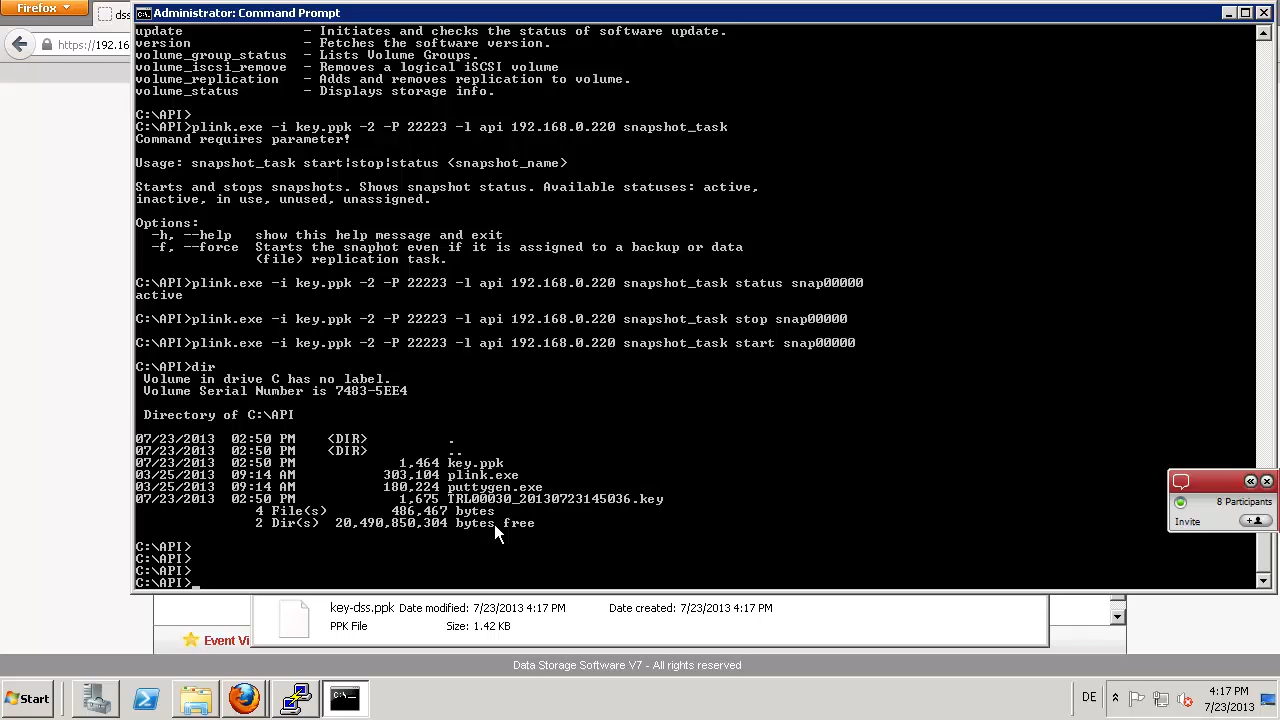 Firefox
Administrator: Command Prompt
dss
https://192.16
update - Initiates and checks the status of software update.
version - Fetches the software version.
volume_group_status - Lists Volume Groups.
volume_iscsi_remove - Removes a logical iSCSI volume
volume_replication - Adds and removes replication to volume.
volume_status - Displays storage info.
C:\API>
C:\API>plink.exe -i key.ppk -2 -P 22223 -l api 192.168.0.220 snapshot_task
Command requires parameter!
Usage: snapshot_task start|stop|status <snapshot_name>
Starts and stops snapshots. Shows snapshot status. Available statuses: active,
inactive, in use, unused, unassigned.
Options:
-h, --help show this help message and exit
-f, --force Starts the snaphot even if it is assigned to a backup or data
(file) replication task.
C:\API>plink.exe -i key.ppk -2 -P 22223 -l api 192.168.0.220 snapshot_task status snap00000
active
C:\API>plink.exe -i key.ppk -2 -P 22223 -l api 192.168.0.220 snapshot_task stop snap00000
C:\API>plink.exe -i key.ppk -2 -P 22223 -l api 192.168.0.220 snapshot_task start snap00000
C:\API>dir
Volume in drive C has no label.
Volume Serial Number is 7483-5EE4
Directory of C:\API
07/23/2013 02:50 PM <DIR> .
07/23/2013 02:50 PM <DIR> ..
07/23/2013 02:50 PM 1,464 key.ppk
03/25/2013 09:14 AM 303,104 plink.exe
03/25/2013 09:14 AM 180,224 puttygen.exe
07/23/2013 02:50 PM 1,675 TRL00030_20130723145036.key
4 File(s) 486,467 bytes
2 Dir(s) 20,490,850,304 bytes free
C:\API>
C:\API>
C:\API>
C:\API>
8 Participants
Invite
key-dss.ppk Date modified: 7/23/2013 4:17 PM Date created: 7/23/2013 4:17 PM
PPK File Size: 1.42 KB
Event Vi
Data Storage Software V7 - All rights reserved
Start
DE
4:17 PM
7/23/2013